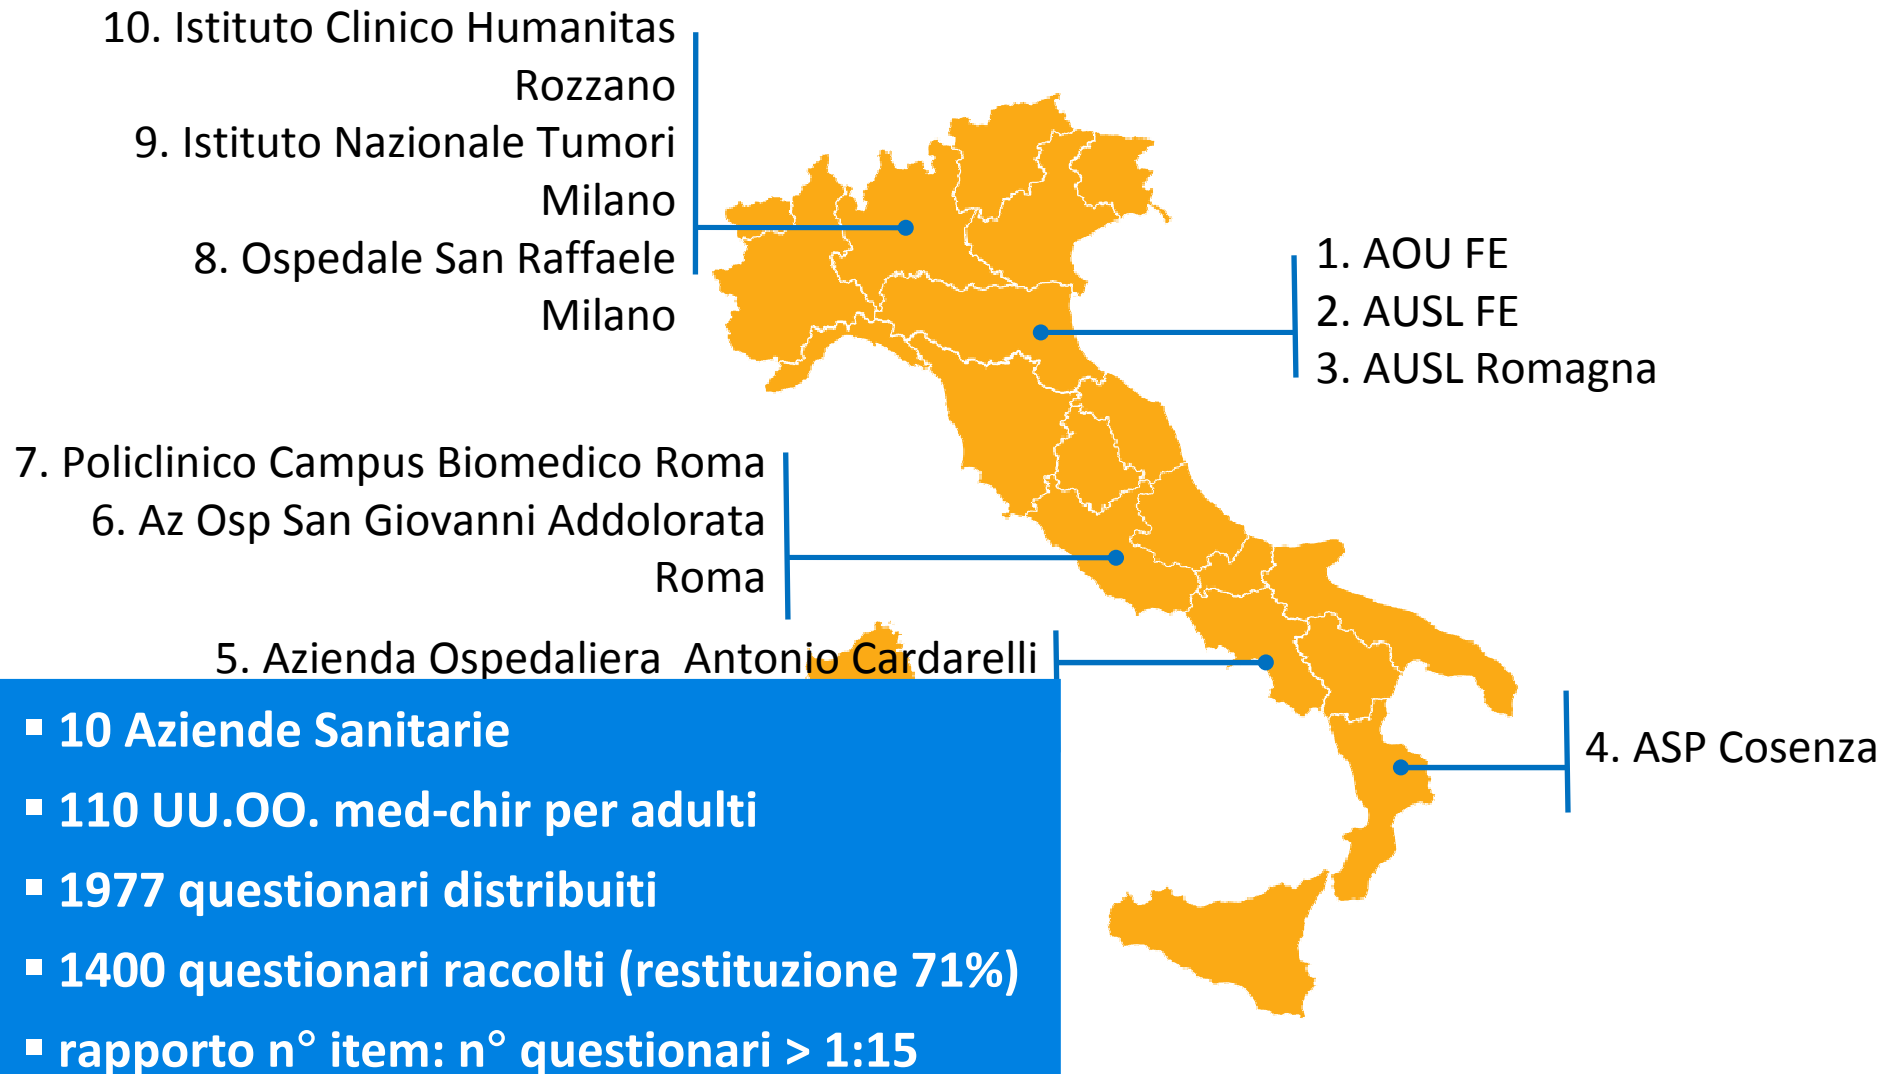 10. Istituto Clinico Humanitas
Rozzano
9. Istituto Nazionale Tumori
Milano
8. Ospedale San Raffaele
Milano
1. AOU FE
2. AUSL FE
3. AUSL Romagna
7. Policlinico Campus Biomedico Roma
6. Az Osp San Giovanni Addolorata
Roma
5. Azienda Ospedaliera Antonio Cardarelli
4. ASP Cosenza
▪ 10 Aziende Sanitarie
▪ 110 UU.OO. med-chir per adulti
▪ 1977 questionari distribuiti
▪ 1400 questionari raccolti (restituzione 71%)
▪ rapporto n° item: n° questionari > 1:15